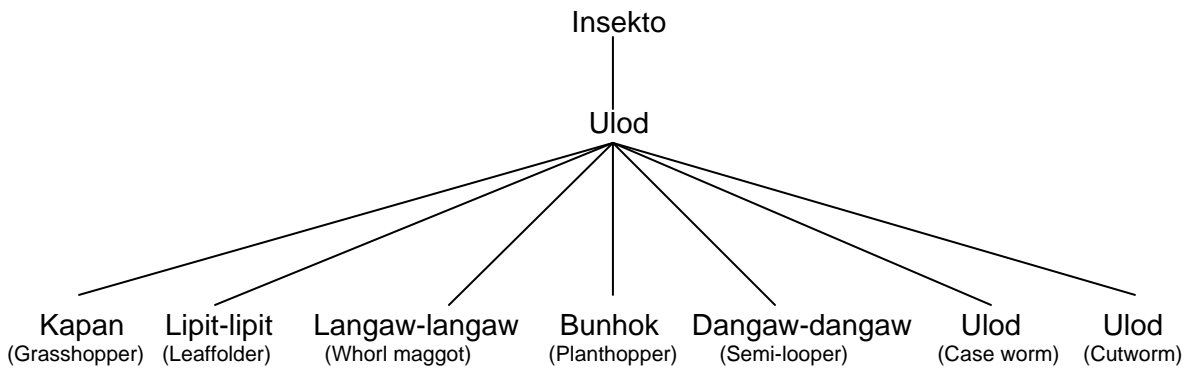 Insekto
Ulod
Kapan Lipit-lipit Langaw-langaw Bunhok Dangaw-dangaw Ulod Ulod
(Grasshopper) (Leaffolder) (Whorl maggot) (Planthopper) (Semi-looper) (Case worm) (Cutworm)